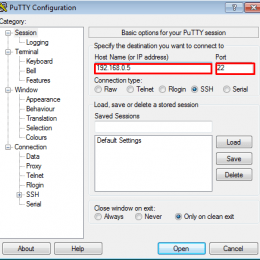 PuTTY Configuration
Category:
Session
Logging
Terminal
Keyboard
Bell
Features
Window
Appearance
Behaviour
Translation
Selection
Colours
Connection
Data
Proxy
Telnet
Rlogin
SSH
Serial
Basic options for your PuTTY session
Specify the destination you want to connect to
Host Name (or IP address) Port
192.168.0.5 22
Connection type:
Raw Telnet Rlogin SSH Serial
Load, save or delete a stored session
Saved Sessions
Default Settings
Load
Save
Delete
Close window on exit:
Always Never Only on clean exit
About Help Open Cancel